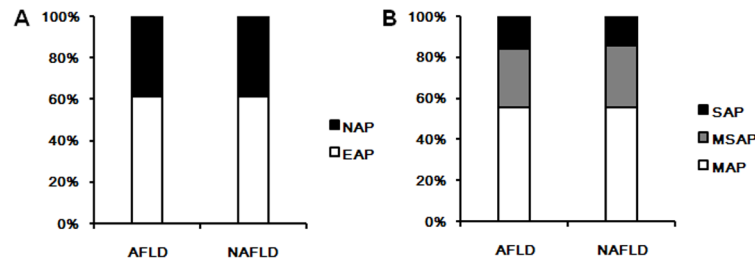 A
100%
80%
60%
40%
20%
0%
AFLD NAFLD
NAP
EAP
B
100%
80%
60%
40%
20%
0%
AFLD NAFLD
SAP
MSAP
MAP